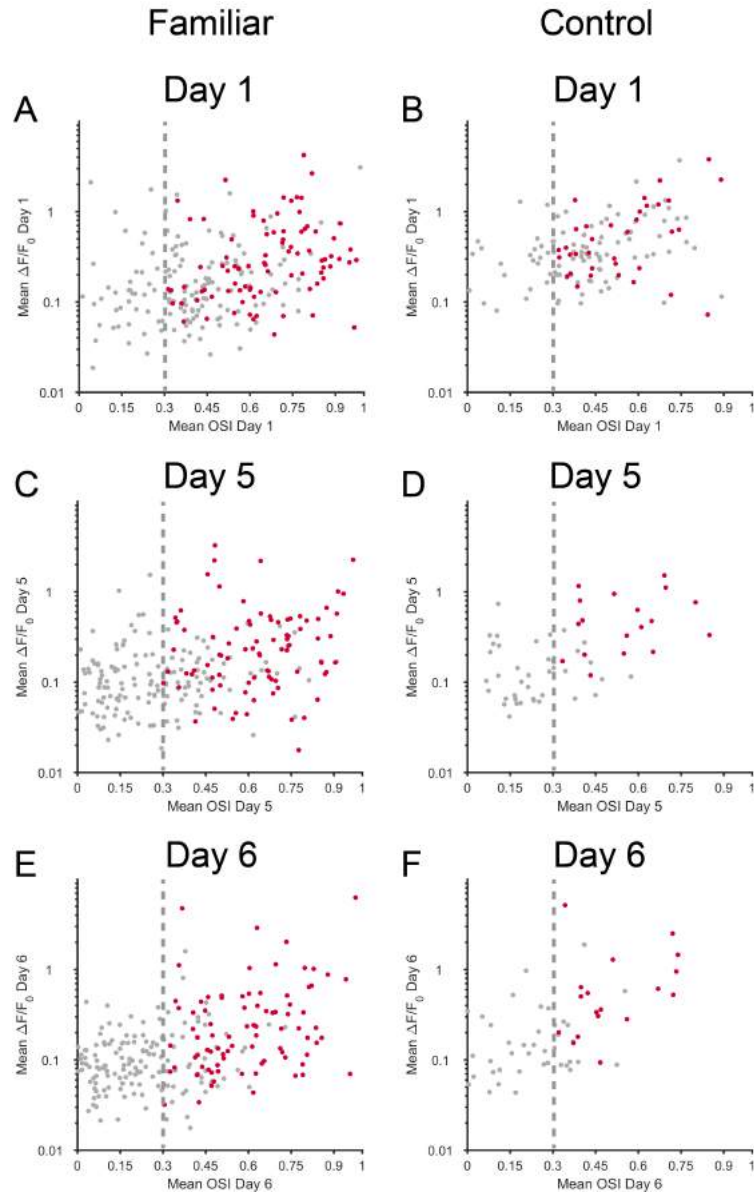 Familiar
Control
A
Day 1
Mean ΔF/F0 Day 1
1
0.1
0.01
0 0.15 0.3 0.45 0.6 0.75 0.9 1
Mean OSI Day 1
B
Day 1
Mean ΔF/F0 Day 1
1
0.1
0.01
0 0.15 0.3 0.45 0.6 0.75 0.9 1
Mean OSI Day 1
C
Day 5
Mean ΔF/F0 Day 5
1
0.1
0.01
0 0.15 0.3 0.45 0.6 0.75 0.9 1
Mean OSI Day 5
D
Day 5
Mean ΔF/F0 Day 5
1
0.1
0.01
0 0.15 0.3 0.45 0.6 0.75 0.9 1
Mean OSI Day 5
E
Day 6
Mean ΔF/F0 Day 6
1
0.1
0.01
0 0.15 0.3 0.45 0.6 0.75 0.9 1
Mean OSI Day 6
F
Day 6
Mean ΔF/F0 Day 6
1
0.1
0.01
0 0.15 0.3 0.45 0.6 0.75 0.9 1
Mean OSI Day 6